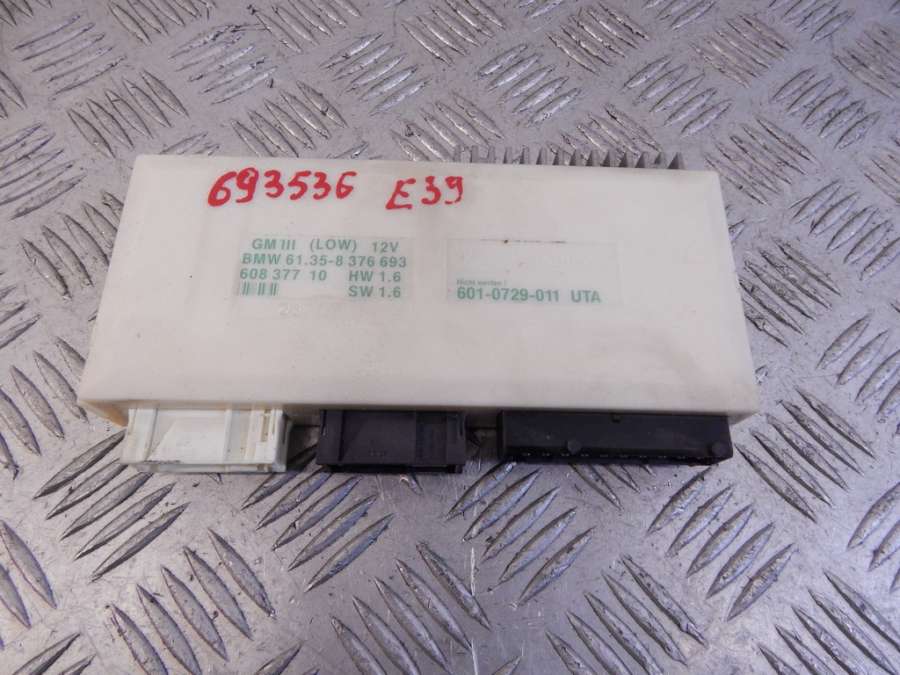 693536 E39
GM III (LOW) 12V
BMW 61.35-8 376 693
608 377 10 HW 1.6
SW 1.6
601-0729-011 UTA